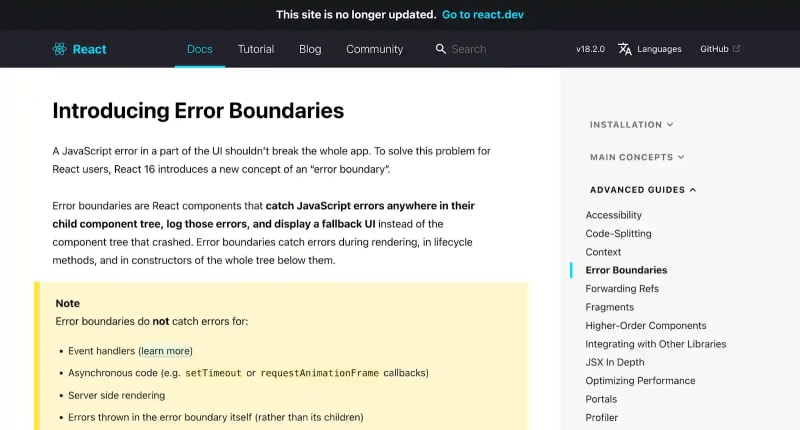 This site is no longer updated. Go to react.dev
React Docs Tutorial Blog Community Search v18.2.0 Languages GitHub
Introducing Error Boundaries
A JavaScript error in a part of the UI shouldn’t break the whole app. To solve this problem for
React users, React 16 introduces a new concept of an “error boundary”.
Error boundaries are React components that catch JavaScript errors anywhere in their
child component tree, log those errors, and display a fallback UI instead of the
component tree that crashed. Error boundaries catch errors during rendering, in lifecycle
methods, and in constructors of the whole tree below them.
Note
Error boundaries do not catch errors for:
• Event handlers (learn more)
• Asynchronous code (e.g. setTimeout or requestAnimationFrame callbacks)
• Server side rendering
• Errors thrown in the error boundary itself (rather than its children)
INSTALLATION
MAIN CONCEPTS
ADVANCED GUIDES
Accessibility
Code-Splitting
Context
Error Boundaries
Forwarding Refs
Fragments
Higher-Order Components
Integrating with Other Libraries
JSX In Depth
Optimizing Performance
Portals
Profiler